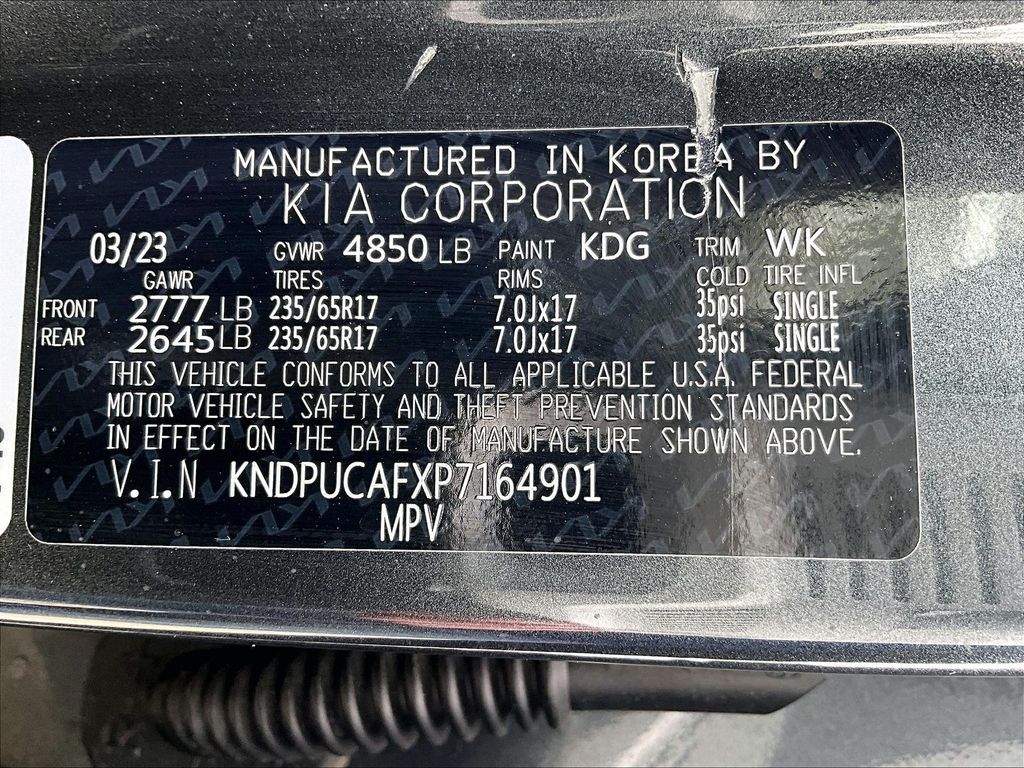 MANUFACTURED IN KOREA BY
KIA CORPORATION
03/23 GVWR 4850 LB PAINT KDG TRIM WK
GAWR TIRES RIMS COLD TIRE INFL
FRONT 2777 LB 235/65R17 7.0Jx17 35psi SINGLE
REAR 2645 LB 235/65R17 7.0Jx17 35psi SINGLE
THIS VEHICLE CONFORMS TO ALL APPLICABLE U.S.A. FEDERAL
MOTOR VEHICLE SAFETY AND THEFT PREVENTION STANDARDS
IN EFFECT ON THE DATE OF MANUFACTURE SHOWN ABOVE.
V.I.N KNDPUCAFXP7164901
MPV